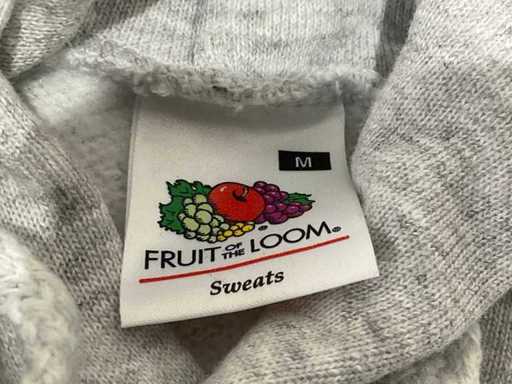 M
FRUIT OF THE LOOM®
Sweats